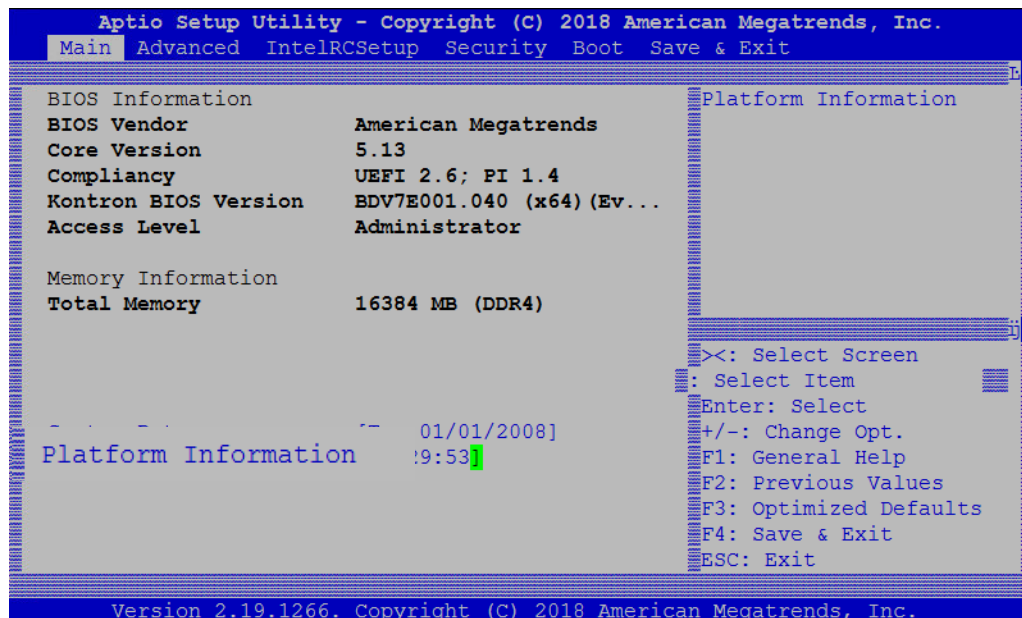 Aptio Setup Utility - Copyright (C) 2018 American Megatrends, Inc.
Main Advanced IntelRCSetup Security Boot Save & Exit
BIOS Information
BIOS Vendor American Megatrends
Core Version 5.13
Compliancy UEFI 2.6; PI 1.4
Kontron BIOS Version BDV7E001.040 (x64)(Ev...
Access Level Administrator
Memory Information
Total Memory 16384 MB (DDR4)
01/01/2008]
Platform Information :9:53]
Platform Information
><: Select Screen
: Select Item
Enter: Select
+/-: Change Opt.
F1: General Help
F2: Previous Values
F3: Optimized Defaults
F4: Save & Exit
ESC: Exit
Version 2.19.1266. Copyright (C) 2018 American Megatrends, Inc.